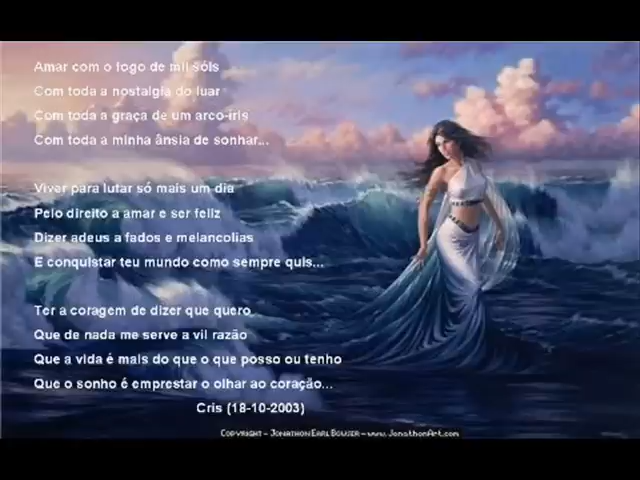 Amar com o fogo de mil sóis
Com toda a nostalgia do luar
Com toda a graça de um arco-íris
Com toda a minha ânsia de sonhar...
Viver para lutar só mais um dia
Pelo direito a amar e ser feliz
Dizer adeus a fados e melancolias
E conquistar teu mundo como sempre quis...
Ter a coragem de dizer que quero
Que de nada me serve a vil razão
Que a vida é mais do que o que posso ou tenho
Que o sonho é emprestar o olhar ao coração...
Cris (18-10-2003)
Copyright - Jonathon Earl Bowser - www.JonathonArt.com